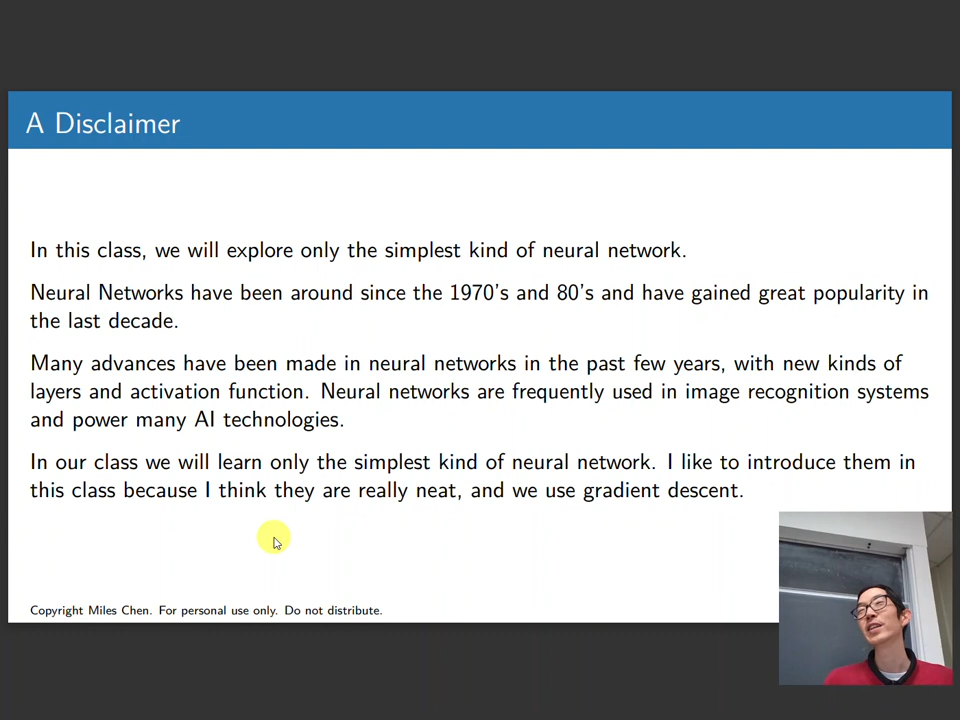 A Disclaimer
In this class, we will explore only the simplest kind of neural network.
Neural Networks have been around since the 1970's and 80's and have gained great popularity in
the last decade.
Many advances have been made in neural networks in the past few years, with new kinds of
layers and activation function. Neural networks are frequently used in image recognition systems
and power many AI technologies.
In our class we will learn only the simplest kind of neural network. I like to introduce them in
this class because I think they are really neat, and we use gradient descent.
Copyright Miles Chen. For personal use only. Do not distribute.